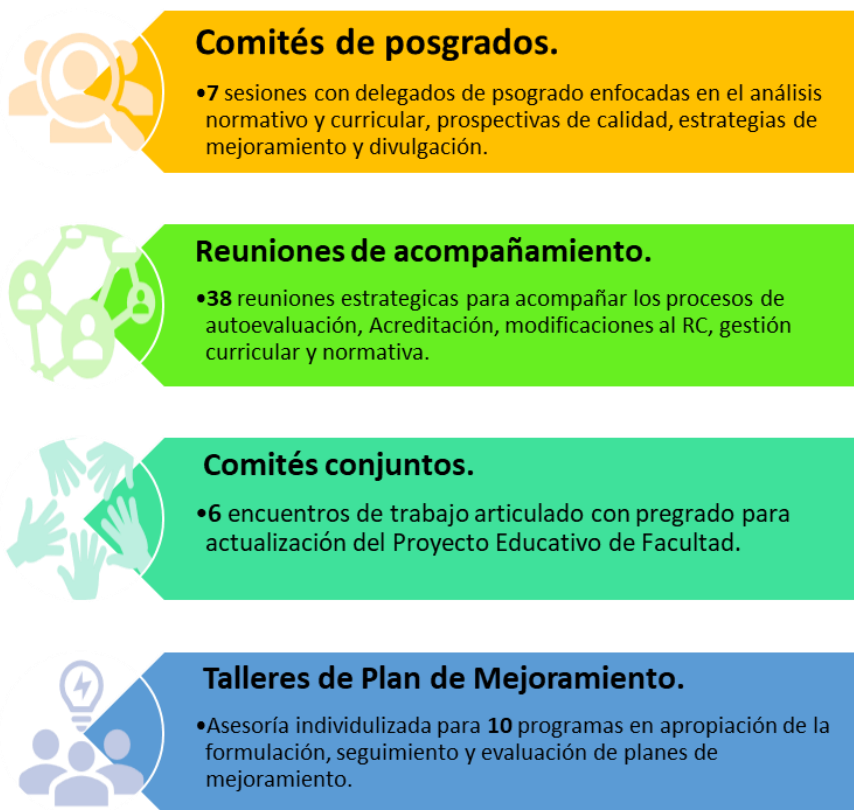 Comités de posgrados.
•7 sesiones con delegados de psogrado enfocadas en el análisis
normativo y curricular, prospectivas de calidad, estrategias de
mejoramiento y divulgación.
Reuniones de acompañamiento.
•38 reuniones estrategicas para acompañar los procesos de
autoevaluación, Acreditación, modificaciones al RC, gestión
curricular y normativa.
Comités conjuntos.
•6 encuentros de trabajo articulado con pregrado para
actualización del Proyecto Educativo de Facultad.
Talleres de Plan de Mejoramiento.
•Asesoría individulizada para 10 programas en apropiación de la
formulación, seguimiento y evaluación de planes de
mejoramiento.